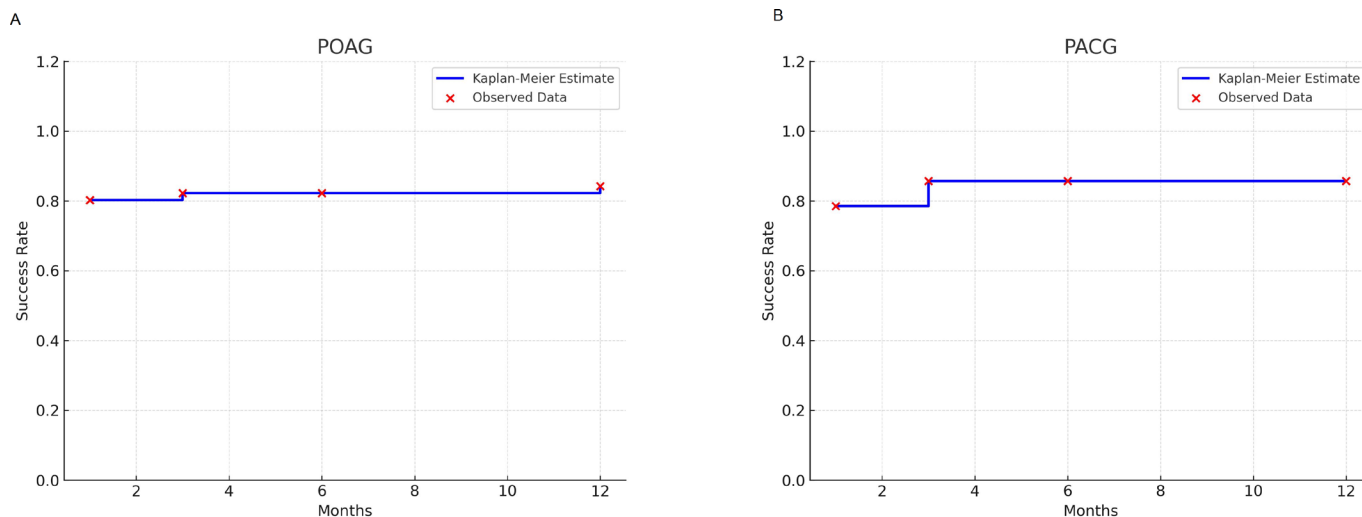 A
POAG
Kaplan-Meier Estimate
Observed Data
Success Rate
1.2
1.0
0.8
0.6
0.4
0.2
0.0
2 4 6 8 10 12
Months
B
PACG
Kaplan-Meier Estimate
Observed Data
Success Rate
1.2
1.0
0.8
0.6
0.4
0.2
0.0
2 4 6 8 10 12
Months